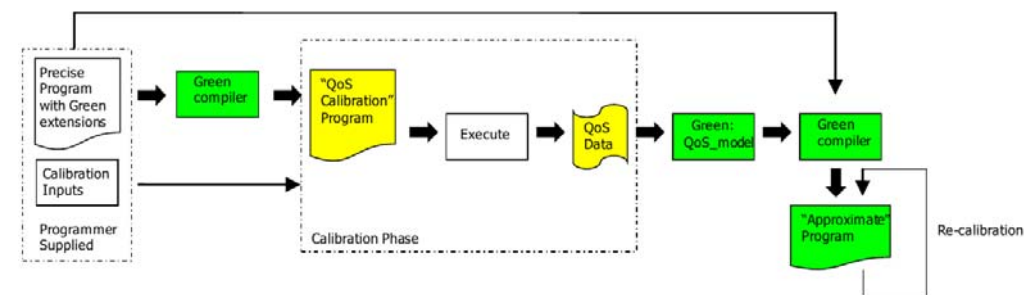 Precise
Program
with Green
extensions
Calibration
Inputs
Programmer
Supplied
Green
compiler
"QoS
Calibration"
Program
Execute
QoS
Data
Calibration Phase
Green:
QoS_model
Green
compiler
"Approximate"
Program
Re-calibration